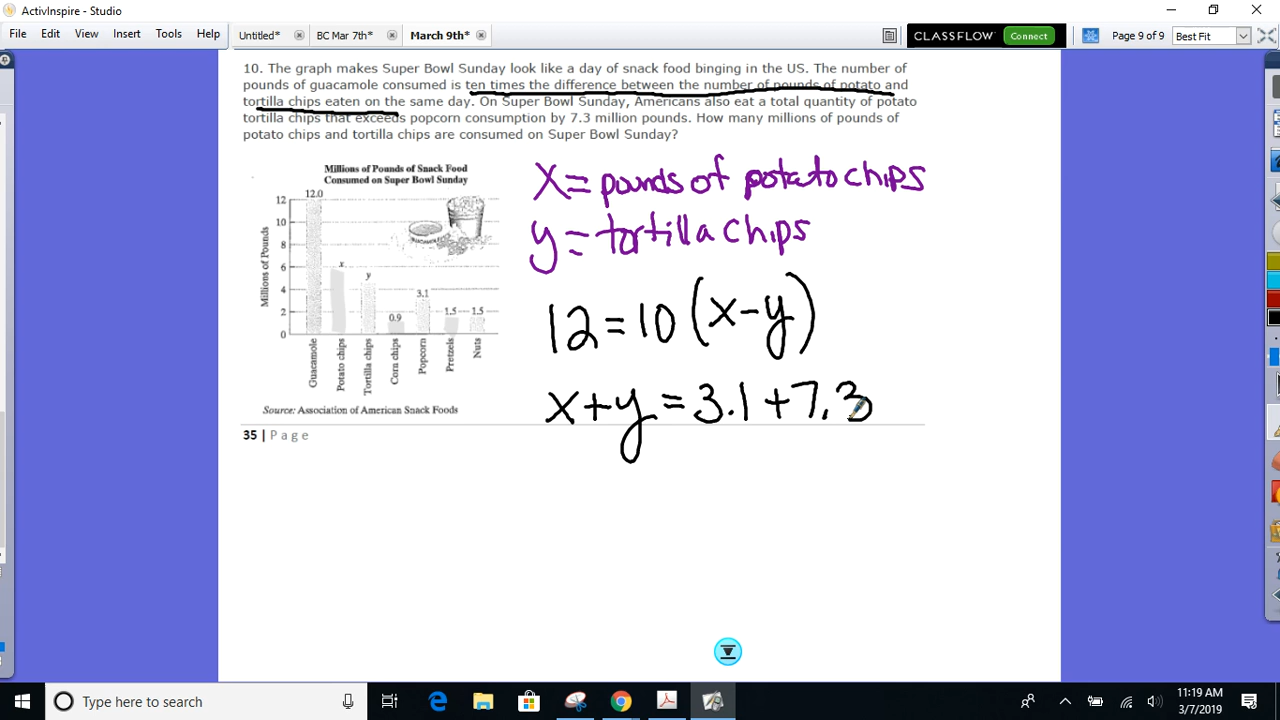 ActivInspire - Studio
File Edit View Insert Tools Help
Untitled* BC Mar 7th* March 9th*
CLASSFLOW Connect
Page 9 of 9 Best Fit
10. The graph makes Super Bowl Sunday look like a day of snack food binging in the US. The number of
pounds of guacamole consumed is ten times the difference between the number of pounds of potato and
tortilla chips eaten on the same day. On Super Bowl Sunday, Americans also eat a total quantity of potato
tortilla chips that exceeds popcorn consumption by 7.3 million pounds. How many millions of pounds of
potato chips and tortilla chips are consumed on Super Bowl Sunday?
Millions of Pounds of Snack Food
Consumed on Super Bowl Sunday
Millions of Pounds
12
10
8
6
4
2
0
12.0
x
y
0.9
3.1
1.5
1.5
Guacamole
Potato chips
Tortilla chips
Corn chips
Popcorn
Pretzels
Nuts
Source: Association of American Snack Foods
35 | Page
x = pounds of potato chips
y = tortilla chips
12 = 10 (x - y)
x + y = 3.1 + 7.3
Type here to search
11:19 AM
3/7/2019